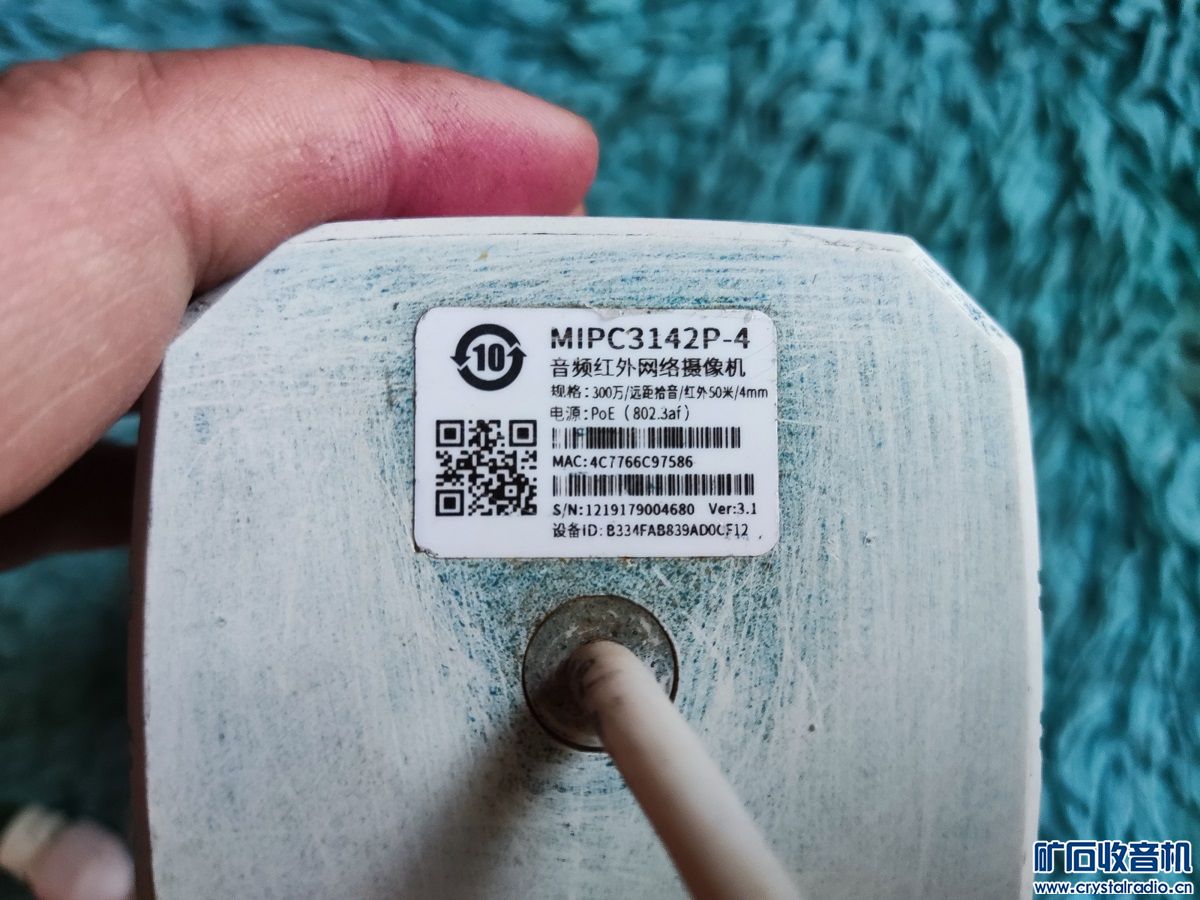 10
MIPC3142P-4
音频红外网络摄像机
规格:300万/远距拾音/红外50米/4mm
电源:PoE（802.3af）
MAC:4C7766C97586
S/N:1219179004680 Ver:3.1
设备ID:B334FAB839AD0CF12
矿石收音机
www.crystalradio.cn